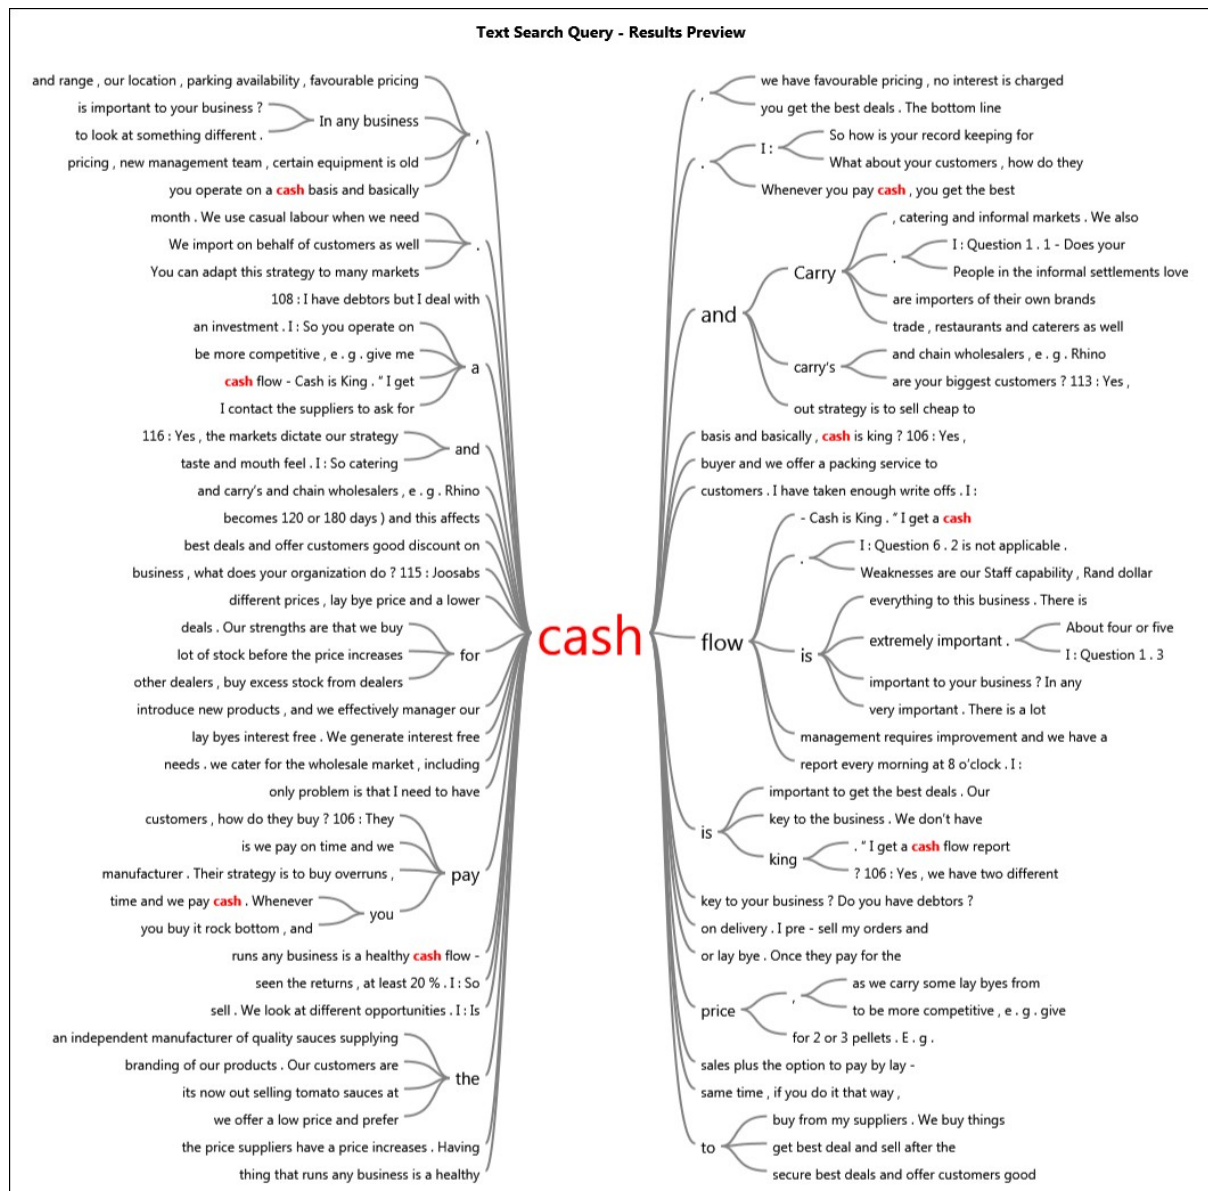 Text Search Query - Results Preview
and range , our location , parking availability , favourable pricing
is important to your business ?
In any business
to look at something different .
pricing , new management team , certain equipment is old
you operate on a cash basis and basically
,
month . We use casual labour when we need
We import on behalf of customers as well
You can adapt this strategy to many markets
.
108 : I have debtors but I deal with
an investment . I : So you operate on
be more competitive , e . g . give me
cash flow - Cash is King . " I get
I contact the suppliers to ask for
a
116 : Yes , the markets dictate our strategy
taste and mouth feel . I : So catering
and
and carry's and chain wholesalers , e . g . Rhino
becomes 120 or 180 days ) and this affects
best deals and offer customers good discount on
business , what does your organization do ? 115 : Joosabs
different prices , lay bye price and a lower
deals . Our strengths are that we buy
lot of stock before the price increases
other dealers , buy excess stock from dealers
for
introduce new products , and we effectively manager our
lay byes interest free . We generate interest free
needs . we cater for the wholesale market , including
only problem is that I need to have
customers , how do they buy ? 106 : They
is we pay on time and we
manufacturer . Their strategy is to buy overruns ,
time and we pay cash . Whenever
you buy it rock bottom , and
you
pay
runs any business is a healthy cash flow -
seen the returns , at least 20 % . I : So
sell . We look at different opportunities . I : Is
an independent manufacturer of quality sauces supplying
branding of our products . Our customers are
its now out selling tomato sauces at
we offer a low price and prefer
the
the price suppliers have a price increases . Having
thing that runs any business is a healthy
cash
,
we have favourable pricing , no interest is charged
you get the best deals . The bottom line
.
I :
So how is your record keeping for
What about your customers , how do they
Whenever you pay cash , you get the best
and
Carry
, catering and informal markets . We also
.
I : Question 1 . 1 - Does your
People in the informal settlements love
are importers of their own brands
trade , restaurants and caterers as well
carry's
and chain wholesalers , e . g . Rhino
are your biggest customers ? 113 : Yes ,
out strategy is to sell cheap to
basis and basically , cash is king ? 106 : Yes ,
buyer and we offer a packing service to
customers . I have taken enough write offs . I :
flow
- Cash is King . " I get a cash
.
I : Question 6 . 2 is not applicable .
Weaknesses are our Staff capability , Rand dollar
is
everything to this business . There is
extremely important .
About four or five
I : Question 1 . 3
important to your business ? In any
very important . There is a lot
management requires improvement and we have a
report every morning at 8 o'clock . I :
is
important to get the best deals . Our
key to the business . We don't have
king
. " I get a cash flow report
? 106 : Yes , we have two different
key to your business ? Do you have debtors ?
on delivery . I pre - sell my orders and
or lay bye . Once they pay for the
price
,
as we carry some lay byes from
to be more competitive , e . g . give
for 2 or 3 pellets . E . g .
sales plus the option to pay by lay -
same time , if you do it that way ,
to
buy from my suppliers . We buy things
get best deal and sell after the
secure best deals and offer customers good